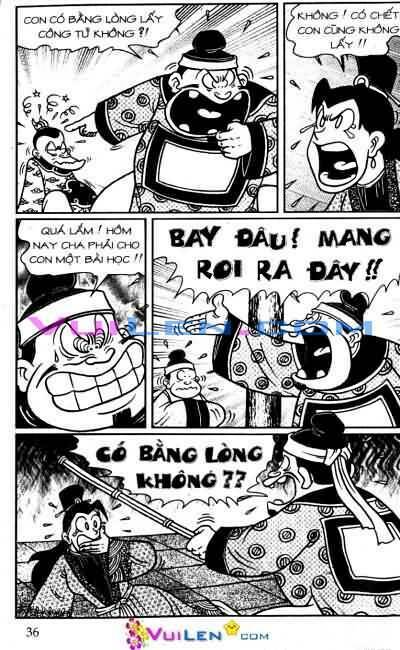 CON CÓ BẰNG LÒNG LẤY
CÔNG TỬ KHÔNG ?!
KHÔNG ! CÓ CHẾT
CON CŨNG KHÔNG
LẤY !!
QUÁ LẮM ! HÔM
NAY CHA PHẢI CHO
CON MỘT BÀI HỌC !!
BAY ĐÂU! MANG
ROI RA ĐÂY!!
VUILEN.COM
CÓ BẰNG LÒNG
KHÔNG??
36
VUILEN COM